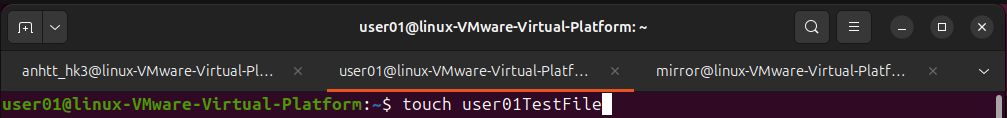 user01@linux-VMware-Virtual-Platform: ~
anhtt_hk3@linux-VMware-Virtual-Pl...
user01@linux-VMware-Virtual-Platf...
mirror@linux-VMware-Virtual-Platf...
user01@linux-VMware-Virtual-Platform:~$ touch user01TestFile